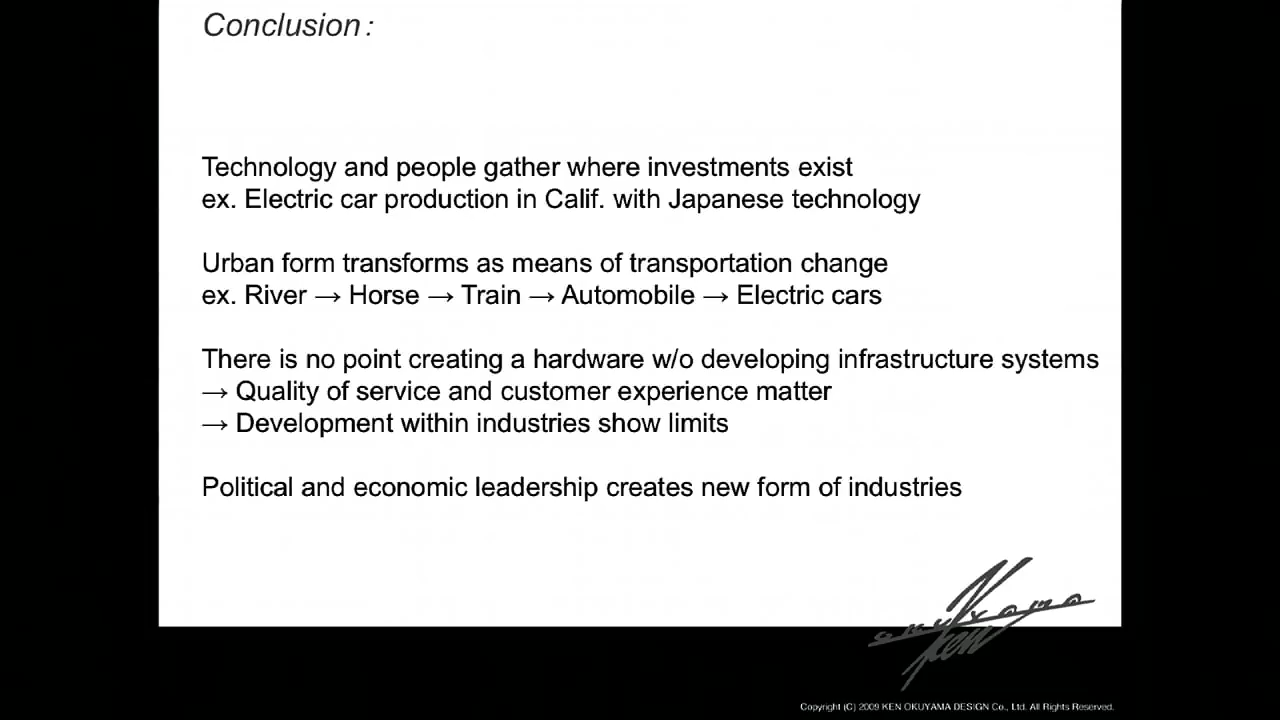 Conclusion :
Technology and people gather where investments exist
ex. Electric car production in Calif. with Japanese technology
Urban form transforms as means of transportation change
ex. River → Horse → Train → Automobile → Electric cars
There is no point creating a hardware w/o developing infrastructure systems
→ Quality of service and customer experience matter
→ Development within industries show limits
Political and economic leadership creates new form of industries
okuyama
ken
Copyright (C) 2009 KEN OKUYAMA DESIGN Co., Ltd. All Rights Reserved.